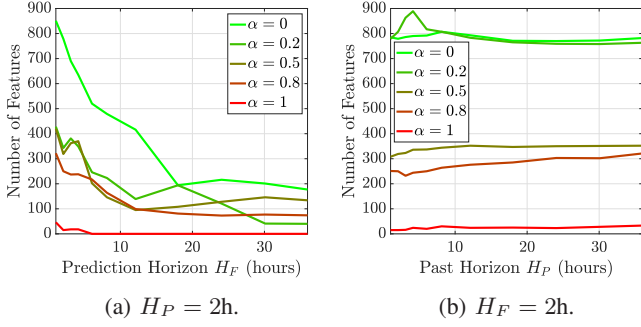 Number of Features
900
800
700
600
500
400
300
200
100
0
10
20
30
Prediction Horizon H_F (hours)
α = 0
α = 0.2
α = 0.5
α = 0.8
α = 1
(a) H_P = 2h.
Number of Features
900
800
700
600
500
400
300
200
100
0
10
20
30
Past Horizon H_P (hours)
α = 0
α = 0.2
α = 0.5
α = 0.8
α = 1
(b) H_F = 2h.